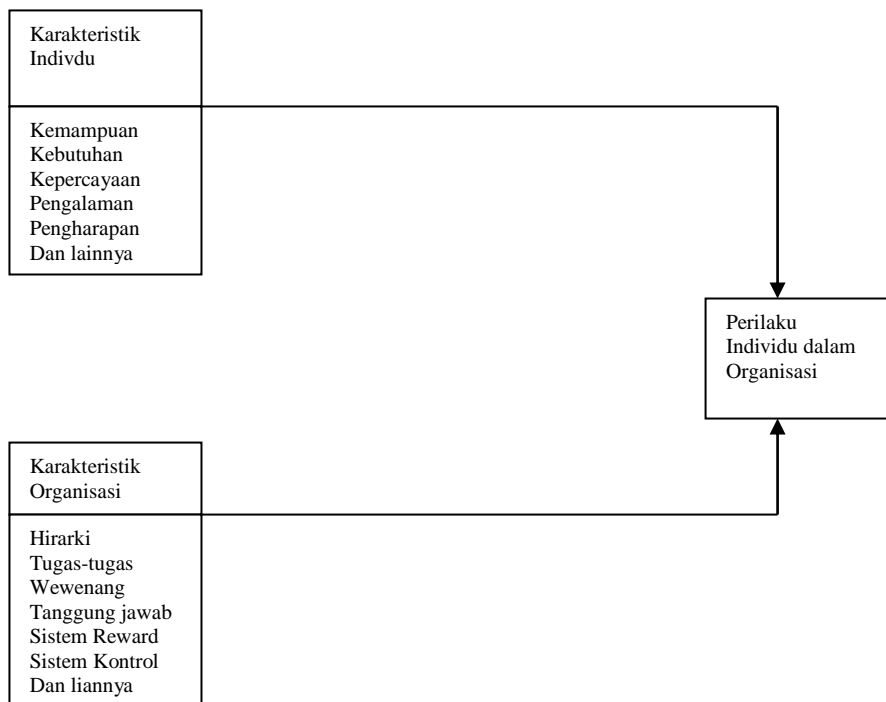 Karakteristik
Indivdu
Kemampuan
Kebutuhan
Kepercayaan
Pengalaman
Pengharapan
Dan lainnya
Perilaku
Individu dalam
Organisasi
Karakteristik
Organisasi
Hirarki
Tugas-tugas
Wewenang
Tanggung jawab
Sistem Reward
Sistem Kontrol
Dan liannya